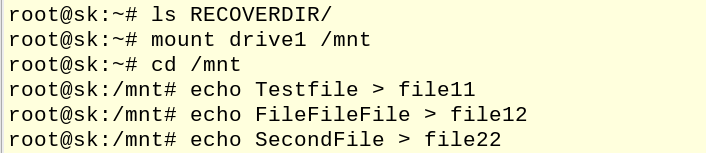 root@sk:~# ls RECOVERDIR/
root@sk:~# mount drive1 /mnt
root@sk:~# cd /mnt
root@sk:/mnt# echo Testfile > file11
root@sk:/mnt# echo FileFileFile > file12
root@sk:/mnt# echo SecondFile > file22